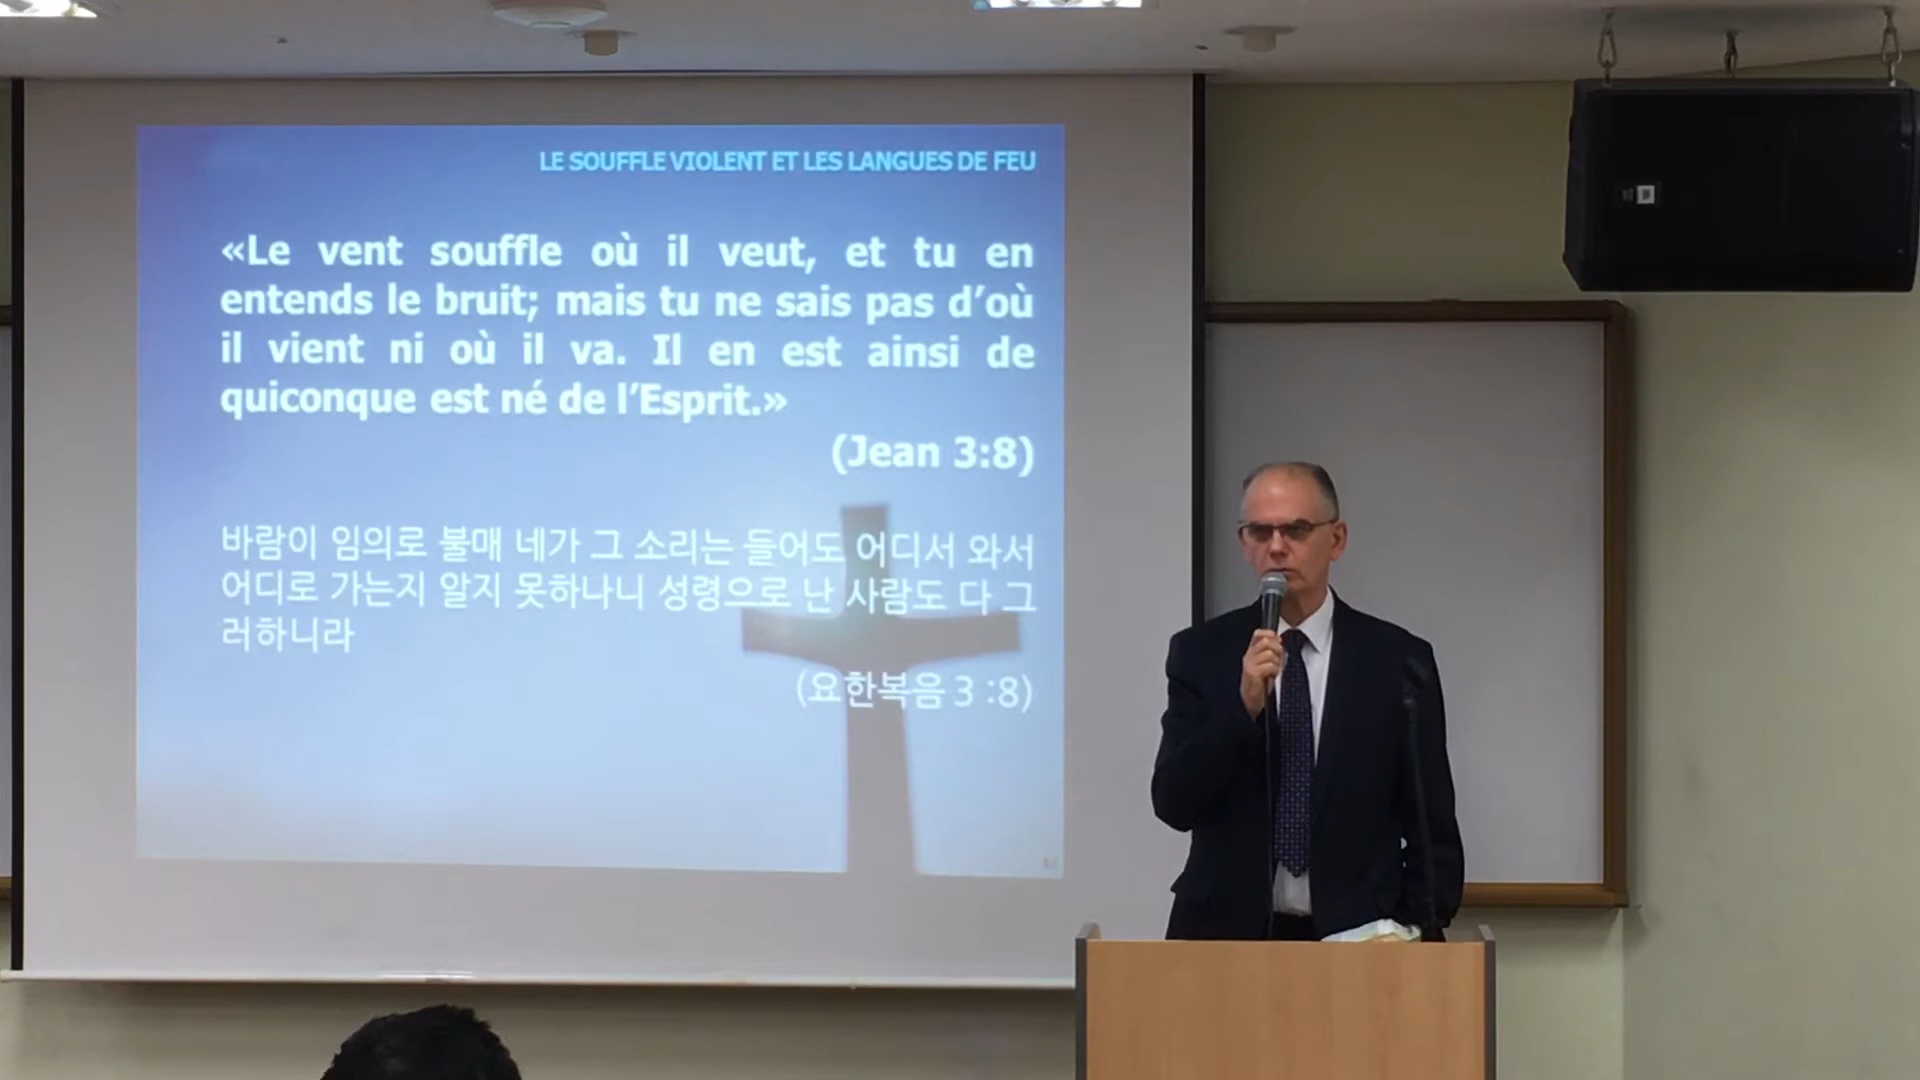 LE SOUFFLE VIOLENT ET LES LANGUES DE FEU
«Le vent souffle où il veut, et tu en
entends le bruit; mais tu ne sais pas d’où
il vient ni où il va. Il en est ainsi de
quiconque est né de l’Esprit.»
(Jean 3:8)
바람이 임의로 불매 네가 그 소리는 들어도 어디서 와서
어디로 가는지 알지 못하나니 성령으로 난 사람도 다 그
러하니라
(요한복음 3 :8)